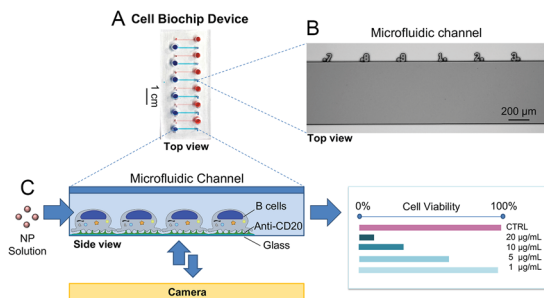 A Cell Biochip Device
1 cm
Top view
B
Microfluidic channel
200 µm
Top view
C
Microfluidic Channel
NP
Solution
B cells
Anti-CD20
Glass
Side view
Camera
0% Cell Viability 100%
CTRL
20 µg/mL
10 µg/mL
5 µg/mL
1 µg/mL